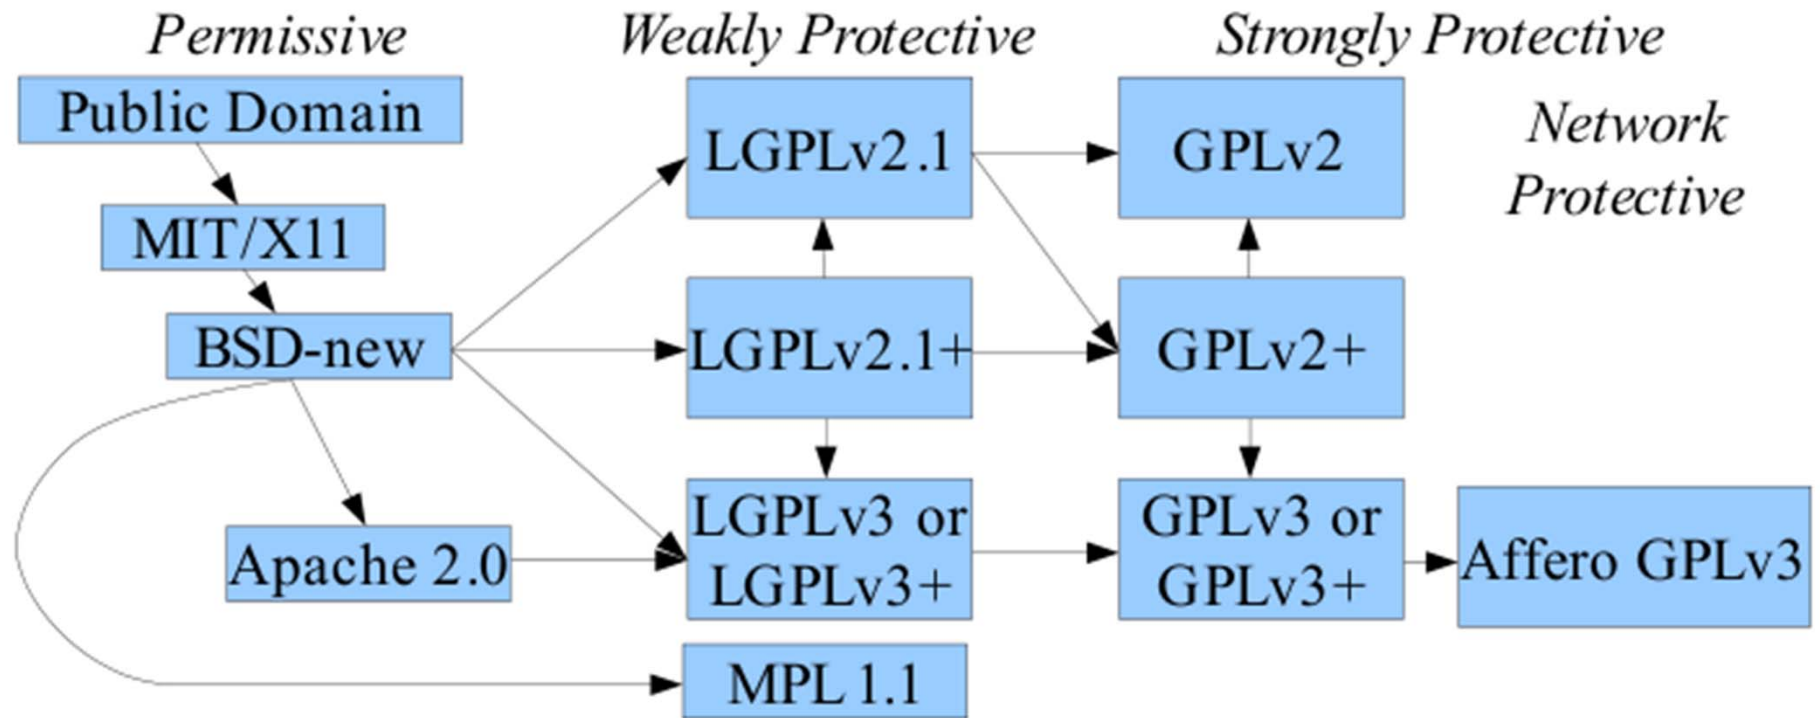 Permissive
Weakly Protective
Strongly Protective
Network
Protective
Public Domain
MIT/X11
BSD-new
Apache 2.0
LGPLv2.1
LGPLv2.1+
LGPLv3 or
LGPLv3+
MPL 1.1
GPLv2
GPLv2+
GPLv3 or
GPLv3+
Affero GPLv3